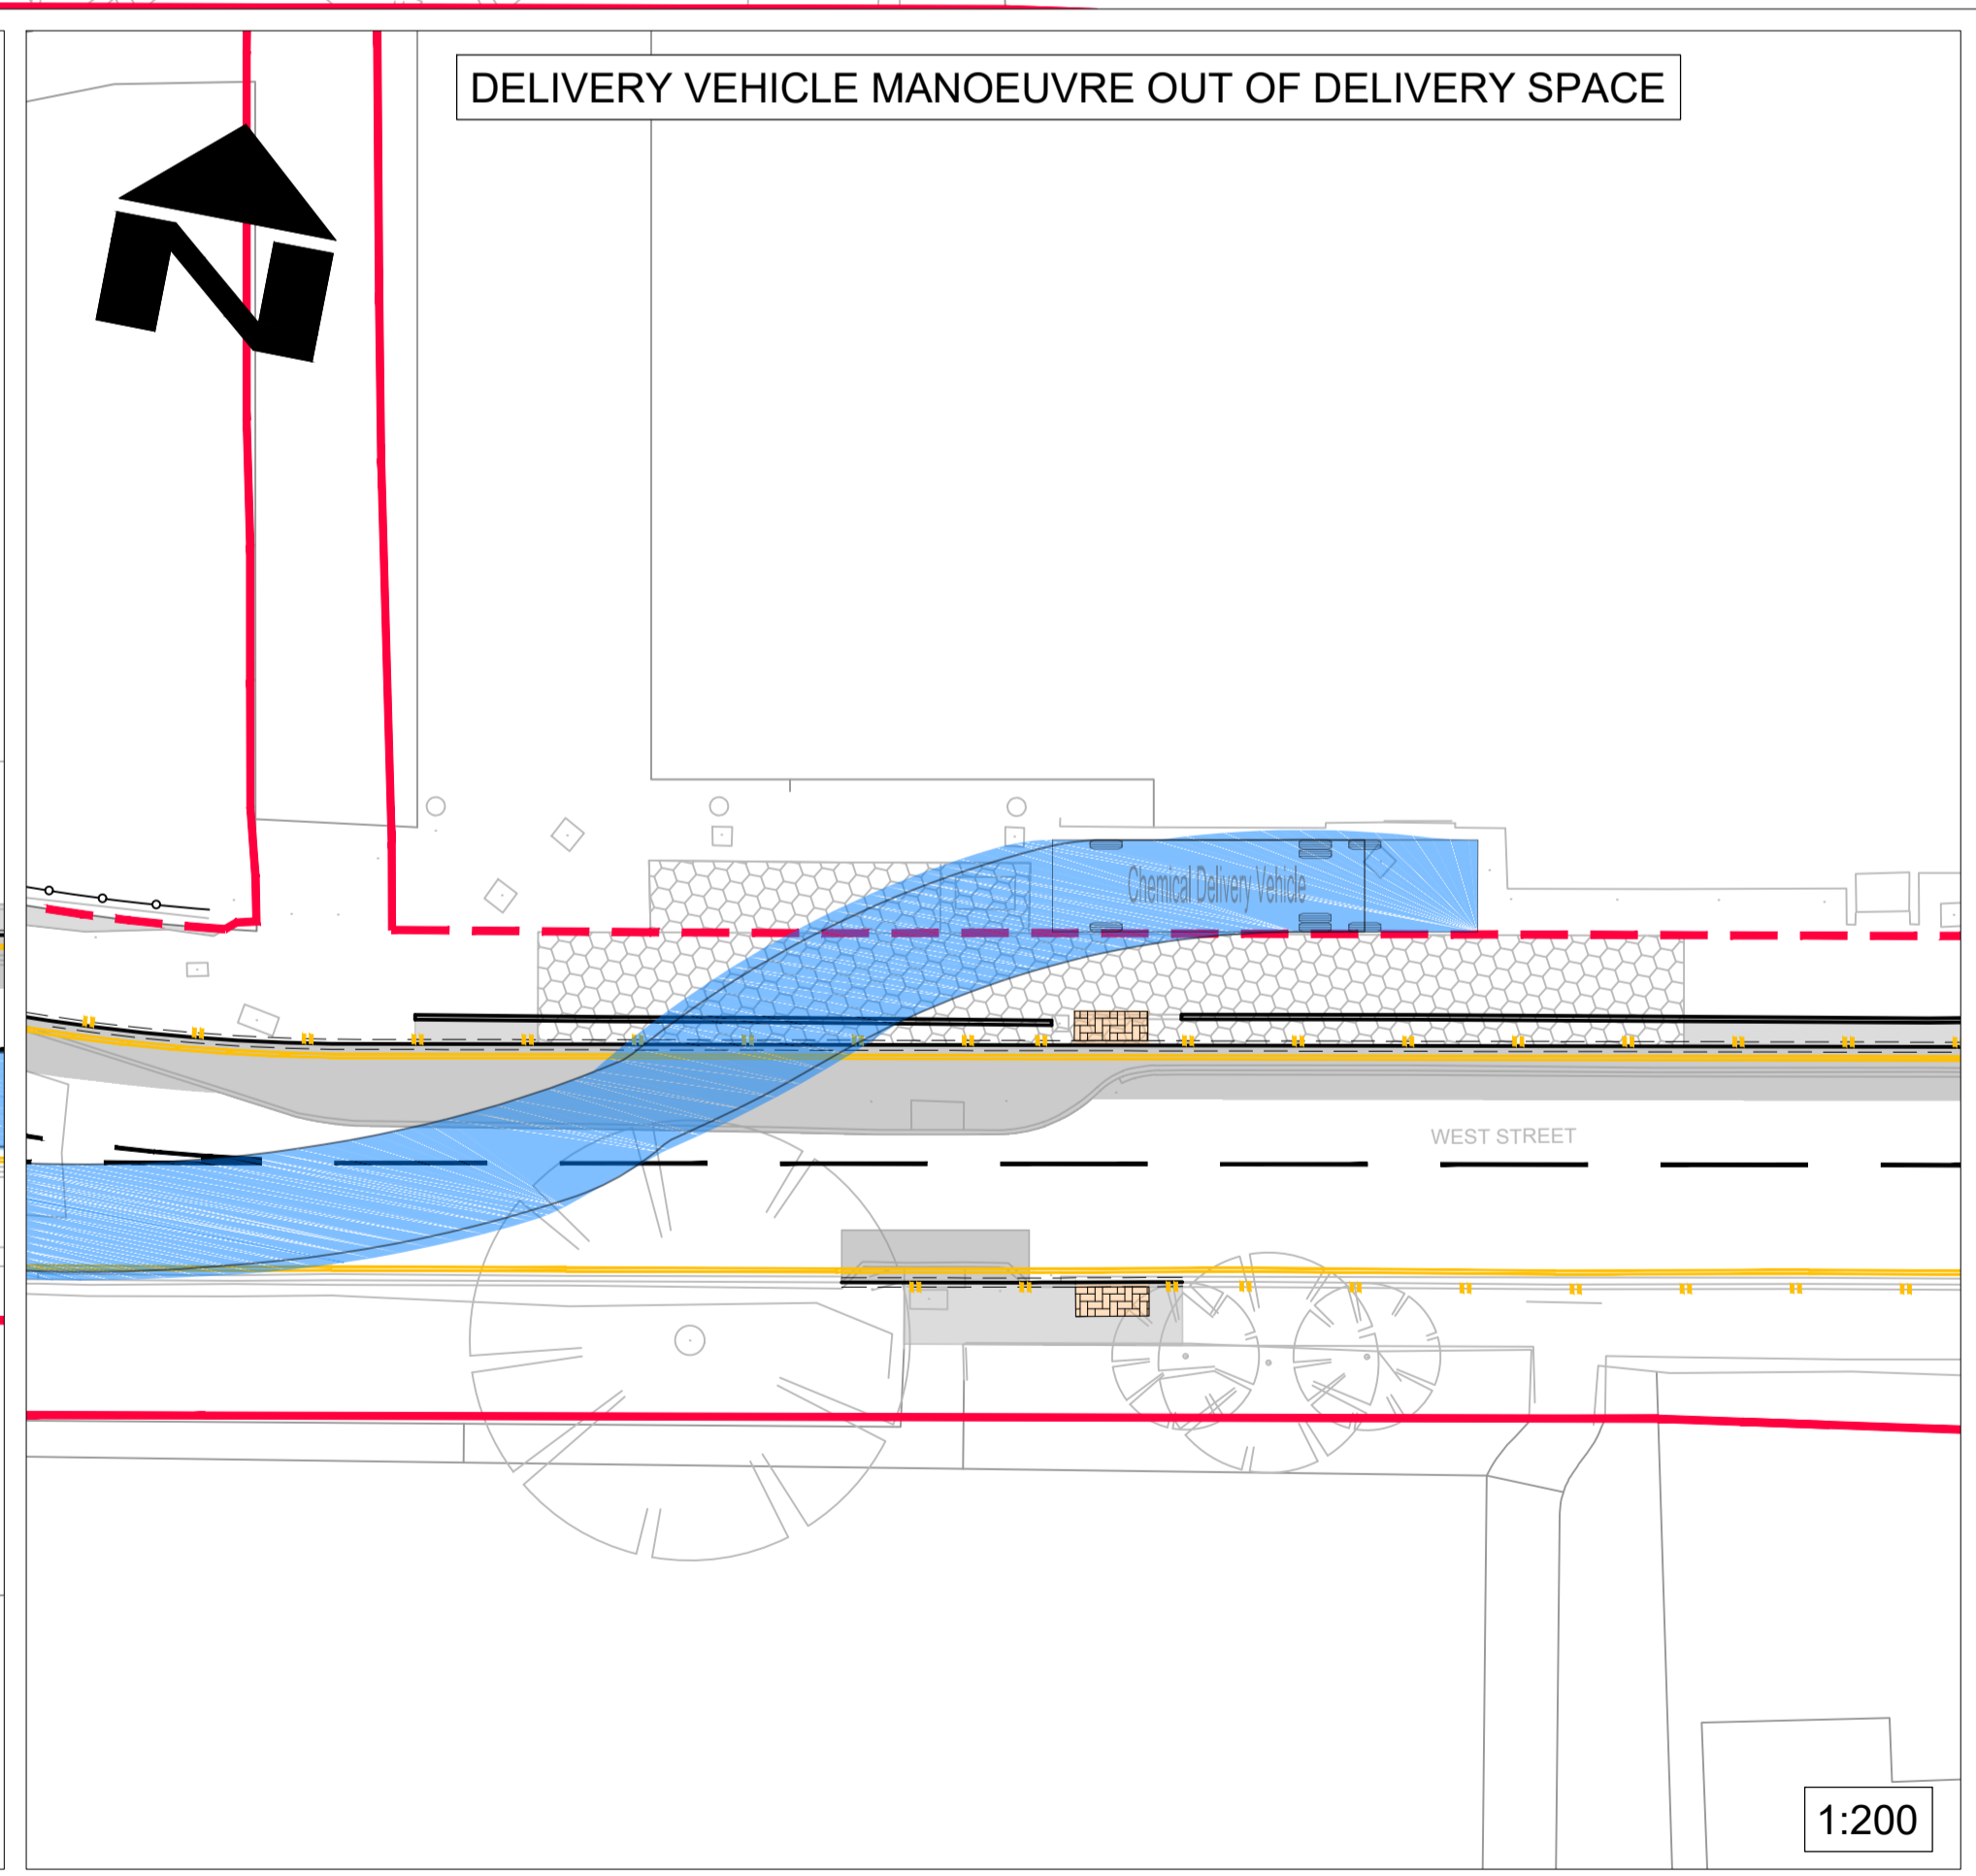 DELIVERY VEHICLE MANOEUVRE OUT OF DELIVERY SPACE
N
Chemical Delivery Vehicle
WEST STREET
1:200